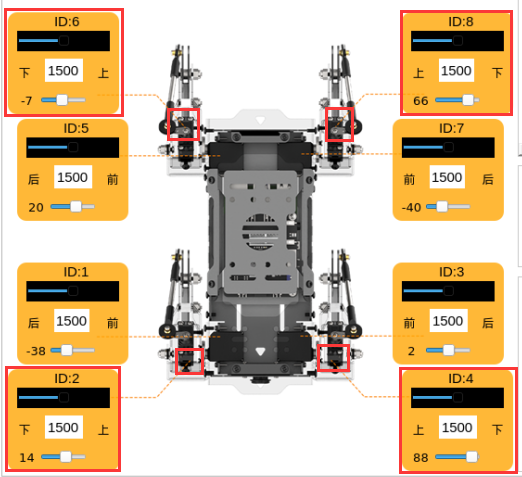 ID:6
下 1500 上
-7
ID:8
上 1500 下
66
ID:5
后 1500 前
20
ID:7
前 1500 后
-40
ID:1
后 1500 前
-38
ID:3
前 1500 后
2
ID:2
下 1500 上
14
ID:4
上 1500 下
88